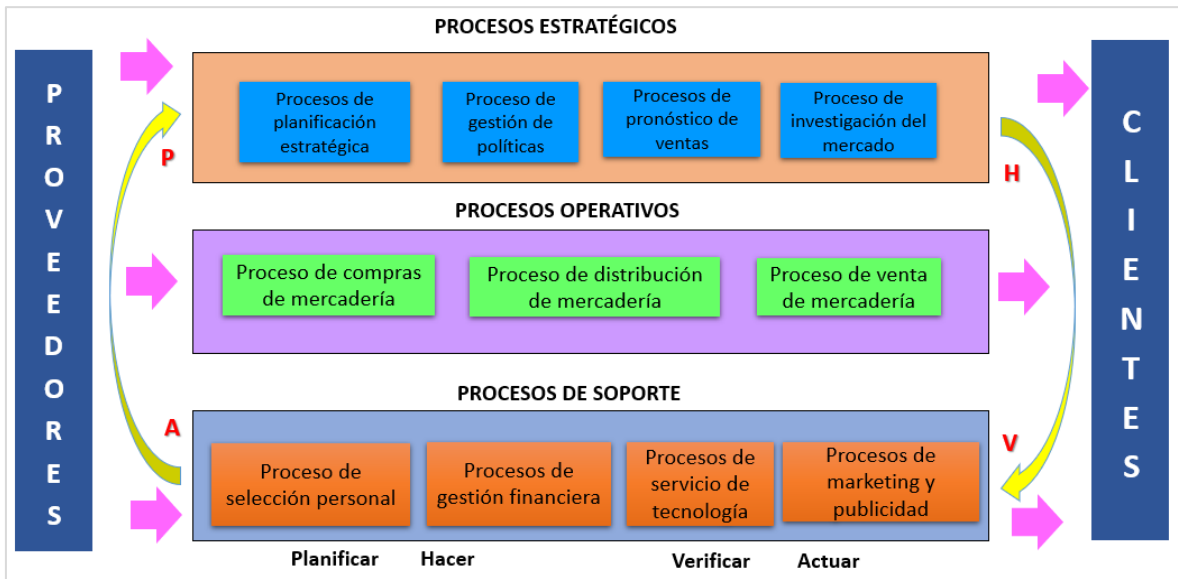 PROCESOS ESTRATÉGICOS
PROVEEDORES
Procesos de
planificación
estratégica
Proceso de
gestión de
políticas
Procesos de
pronóstico de
ventas
Proceso de
investigación del
mercado
CLIENTES
P
H
PROCESOS OPERATIVOS
Proceso de compras
de mercadería
Proceso de distribución
de mercadería
Proceso de venta
de mercadería
PROCESOS DE SOPORTE
A
V
Proceso de
selección personal
Procesos de
gestión financiera
Procesos de
servicio de
tecnología
Procesos de
marketing y
publicidad
Planificar Hacer Verificar Actuar